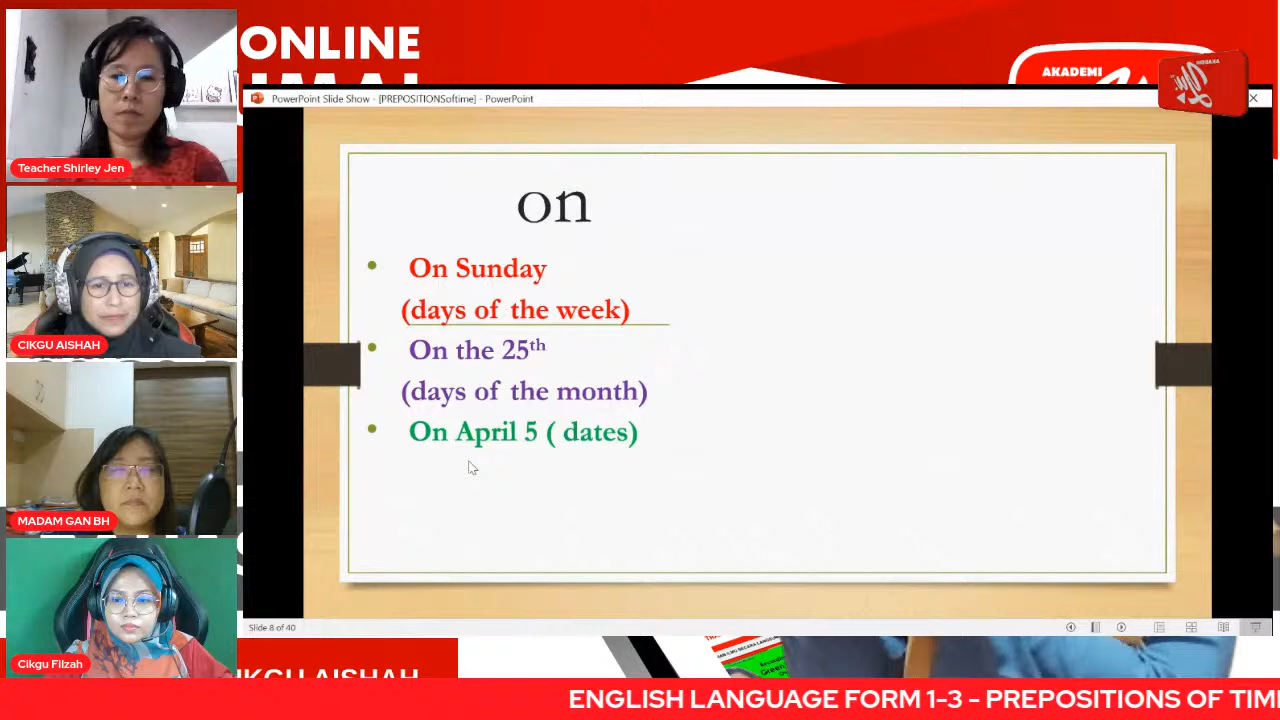 ONLINE
AKADEMI
PowerPoint Slide Show - [PREPOSITIONSoftime] - PowerPoint
Teacher Shirley Jen
CIKGU AISHAH
MADAM GAN BH
Cikgu Filzah
on
• On Sunday
(days of the week)
• On the 25th
(days of the month)
• On April 5 ( dates)
Slide 8 of 40
CIKGU AISHAH
ENGLISH LANGUAGE FORM 1-3 - PREPOSITIONS OF TIM